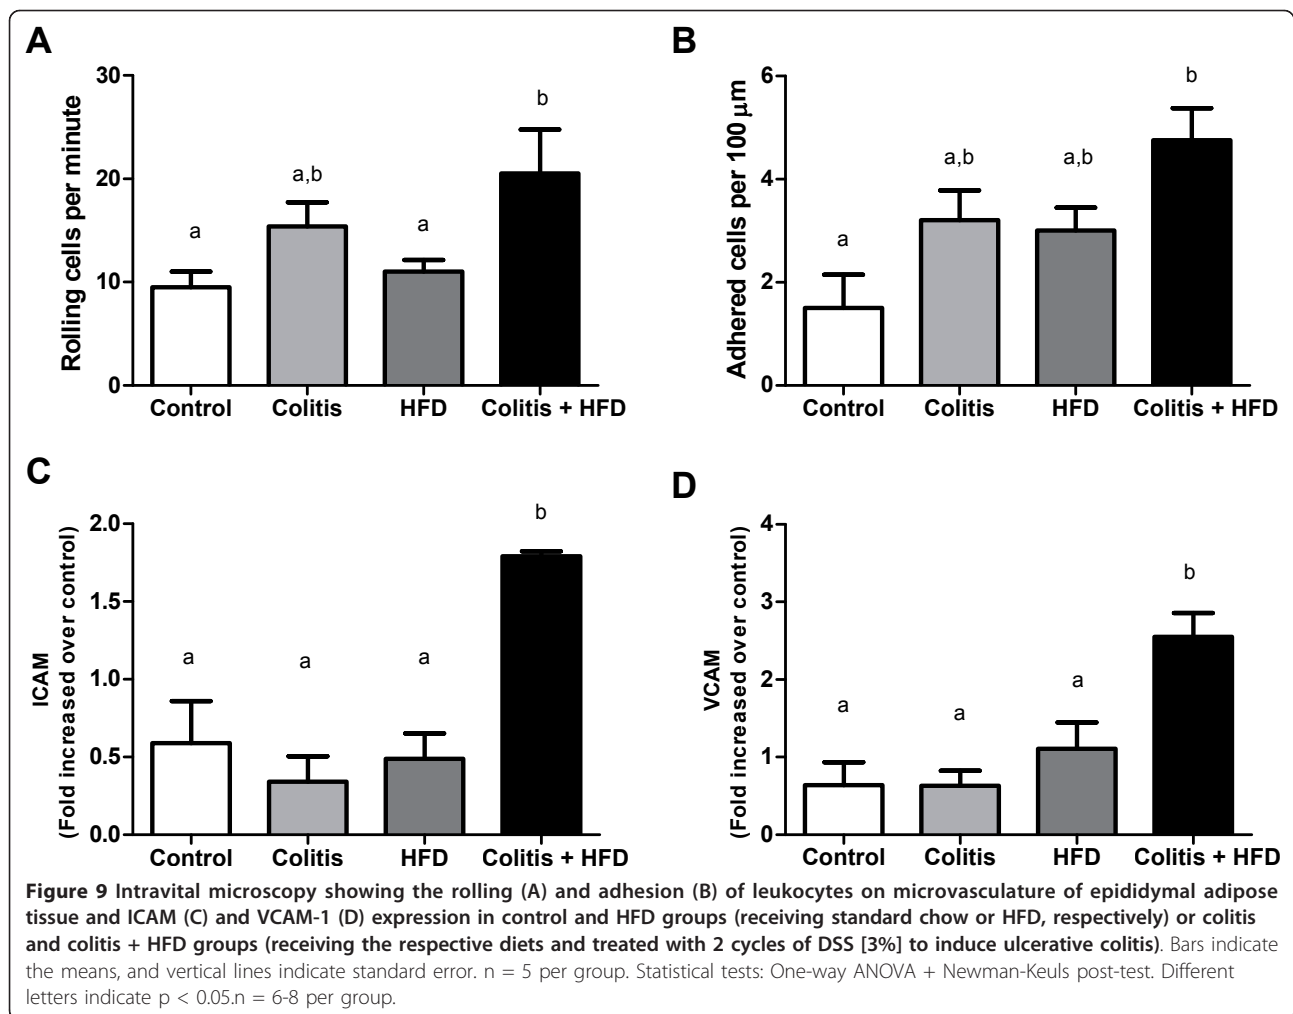 A
Rolling cells per minute
30
20
10
0
a
a,b
a
b
Control
Colitis
HFD
Colitis + HFD
B
Adhered cells per 100 μm
6
4
2
0
a
a,b
a,b
b
Control
Colitis
HFD
Colitis + HFD
C
ICAM
(Fold increased over control)
2.0
1.5
1.0
0.5
0.0
a
a
a
b
Control
Colitis
HFD
Colitis + HFD
D
VCAM
(Fold increased over control)
4
3
2
1
0
a
a
a
b
Control
Colitis
HFD
Colitis + HFD
Figure 9 Intravital microscopy showing the rolling (A) and adhesion (B) of leukocytes on microvasculature of epididymal adipose
tissue and ICAM (C) and VCAM-1 (D) expression in control and HFD groups (receiving standard chow or HFD, respectively) or colitis
and colitis + HFD groups (receiving the respective diets and treated with 2 cycles of DSS [3%] to induce ulcerative colitis). Bars indicate
the means, and vertical lines indicate standard error. n = 5 per group. Statistical tests: One-way ANOVA + Newman-Keuls post-test. Different
letters indicate p < 0.05.n = 6-8 per group.